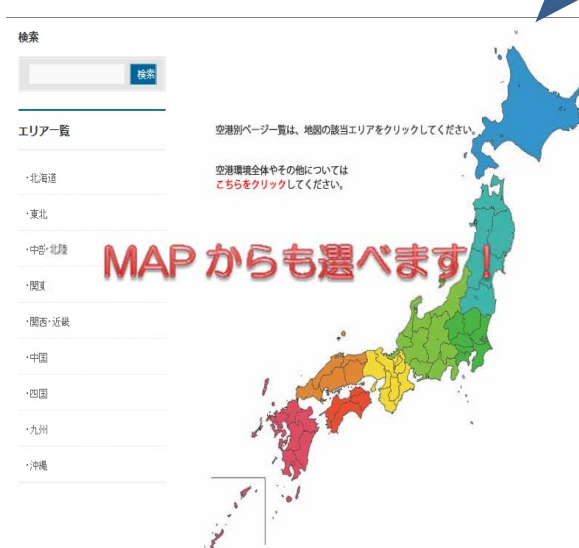 検索
検索
エリア一覧
空港別ページ一覧は、地図の該当エリアをクリックしてください。
・北海道
空港環境全体やその他については
こちらをクリックしてください。
・東北
・中部・北陸
MAPからも選べます！
・関東
・関西・近畿
・中国
・四国
・九州
・沖縄